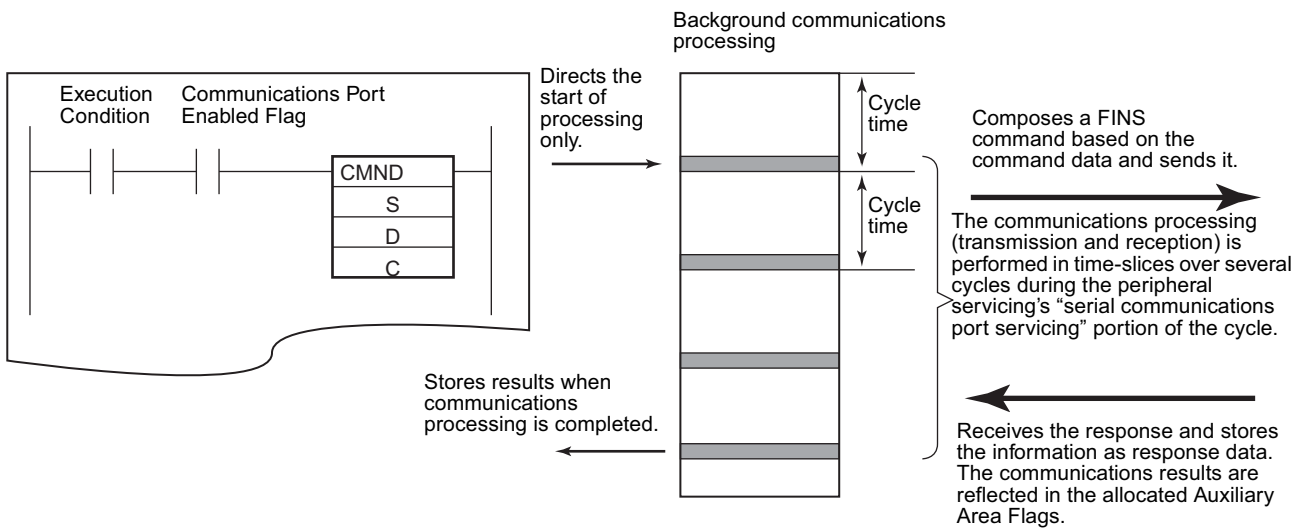 Background communications
processing
Directs the
start of
processing
only.
Execution
Condition
Communications Port
Enabled Flag
CMND
S
D
C
Cycle
time
Cycle
time
Composes a FINS
command based on the
command data and sends it.
The communications processing
(transmission and reception) is
performed in time-slices over several
cycles during the peripheral
servicing's “serial communications
port servicing” portion of the cycle.
Stores results when
communications
processing is completed.
Receives the response and stores
the information as response data.
The communications results are
reflected in the allocated Auxiliary
Area Flags.